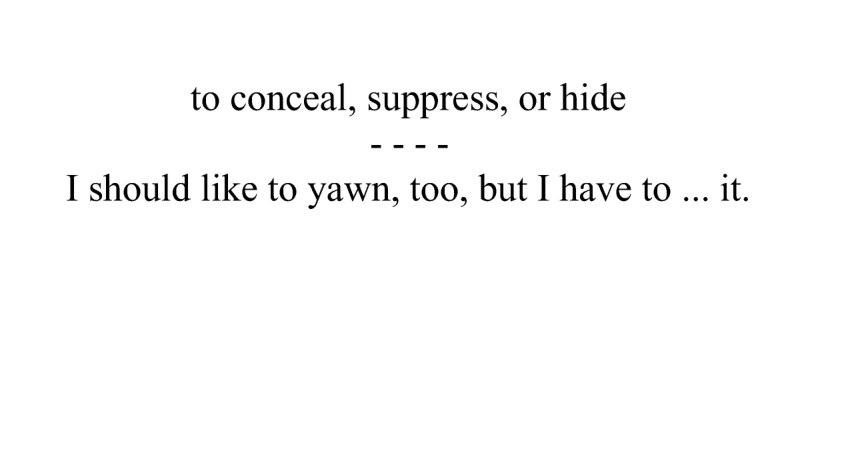 to conceal, suppress, or hide
- - - -
I should like to yawn, too, but I have to ... it.